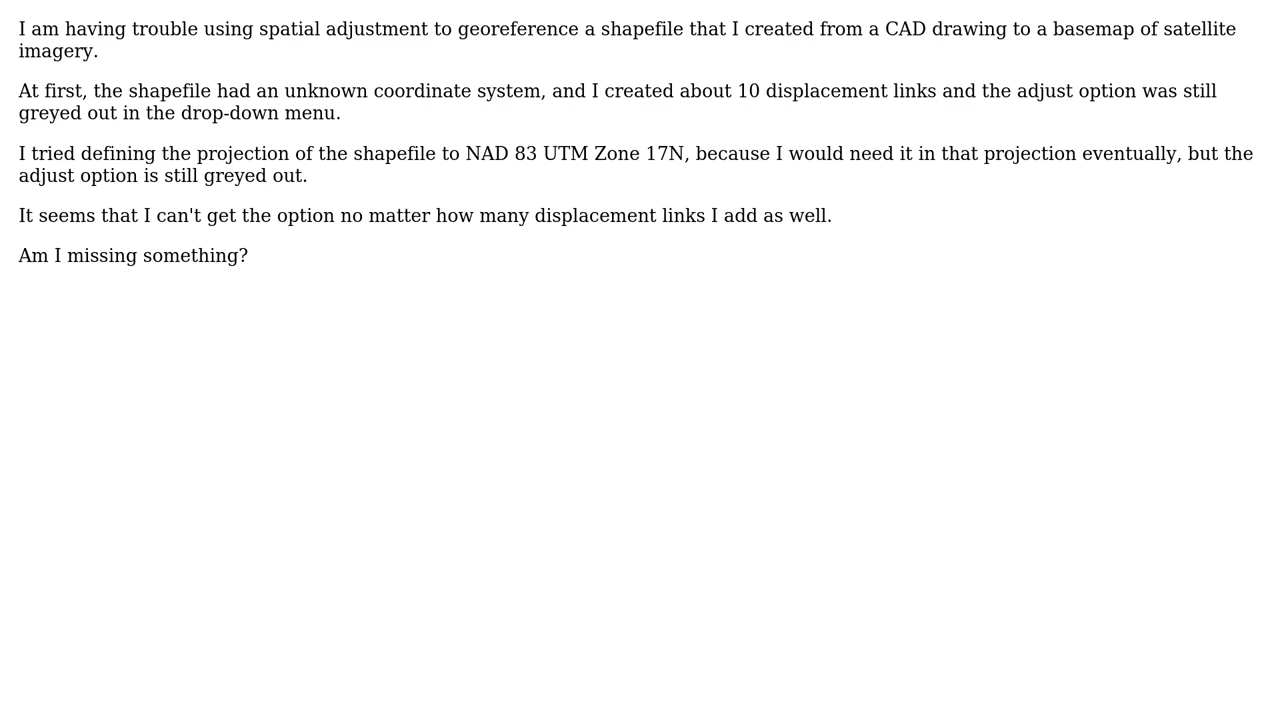 I am having trouble using spatial adjustment to georeference a shapefile that I created from a CAD drawing to a basemap of satellite
imagery.
At first, the shapefile had an unknown coordinate system, and I created about 10 displacement links and the adjust option was still
greyed out in the drop-down menu.
I tried defining the projection of the shapefile to NAD 83 UTM Zone 17N, because I would need it in that projection eventually, but the
adjust option is still greyed out.
It seems that I can't get the option no matter how many displacement links I add as well.
Am I missing something?